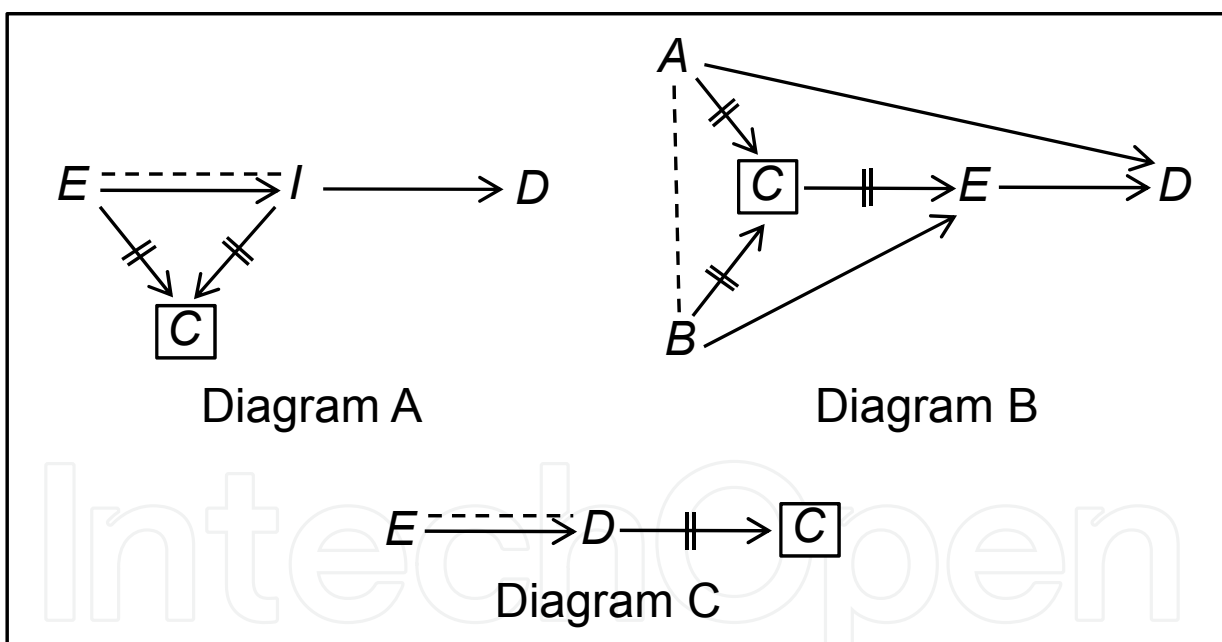 A
E I D
C E D
C
B
Diagram A Diagram B
E D C
Diagram C
IntechOpen